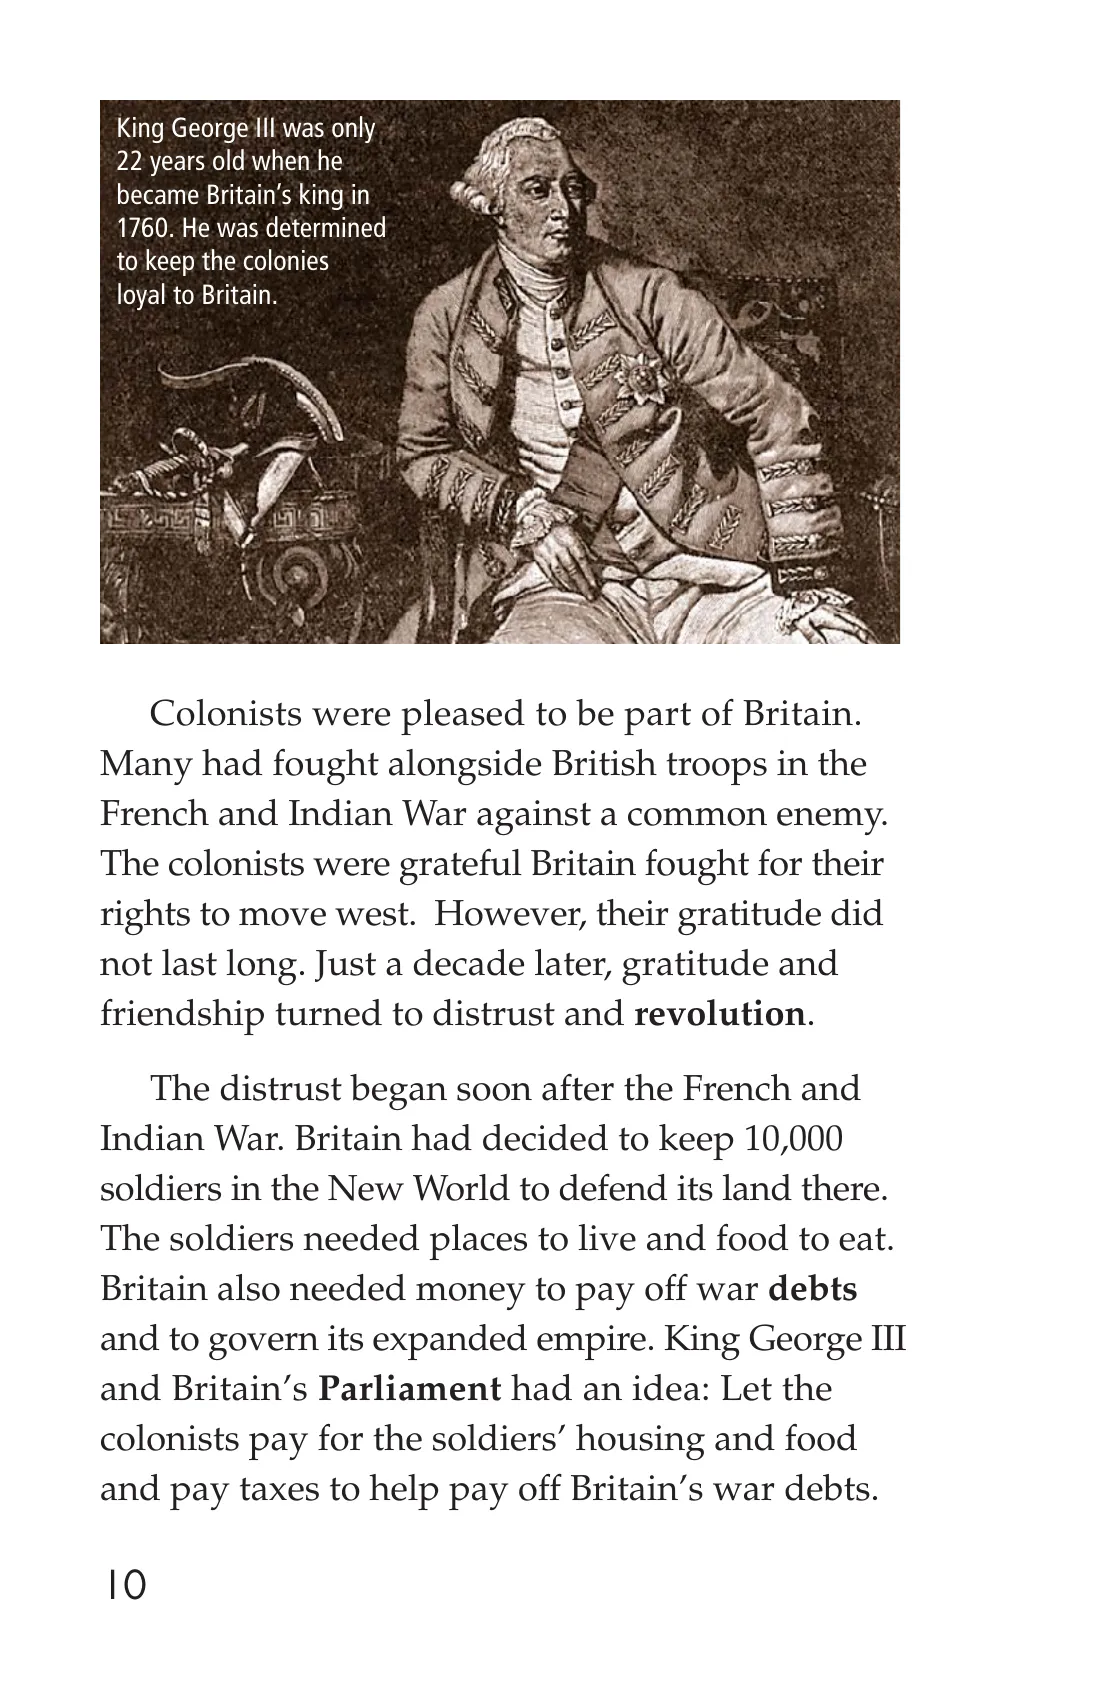 King George III was only
22 years old when he
became Britain’s king in
1760. He was determined
to keep the colonies
loyal to Britain.
Colonists were pleased to be part of Britain.
Many had fought alongside British troops in the
French and Indian War against a common enemy.
The colonists were grateful Britain fought for their
rights to move west.  However, their gratitude did
not last long. Just a decade later, gratitude and
friendship turned to distrust and revolution.
The distrust began soon after the French and
Indian War. Britain had decided to keep 10,000
soldiers in the New World to defend its land there.
The soldiers needed places to live and food to eat.
Britain also needed money to pay off war debts
and to govern its expanded empire. King George III
and Britain’s Parliament had an idea: Let the
colonists pay for the soldiers’ housing and food
and pay taxes to help pay off Britain’s war debts.
10